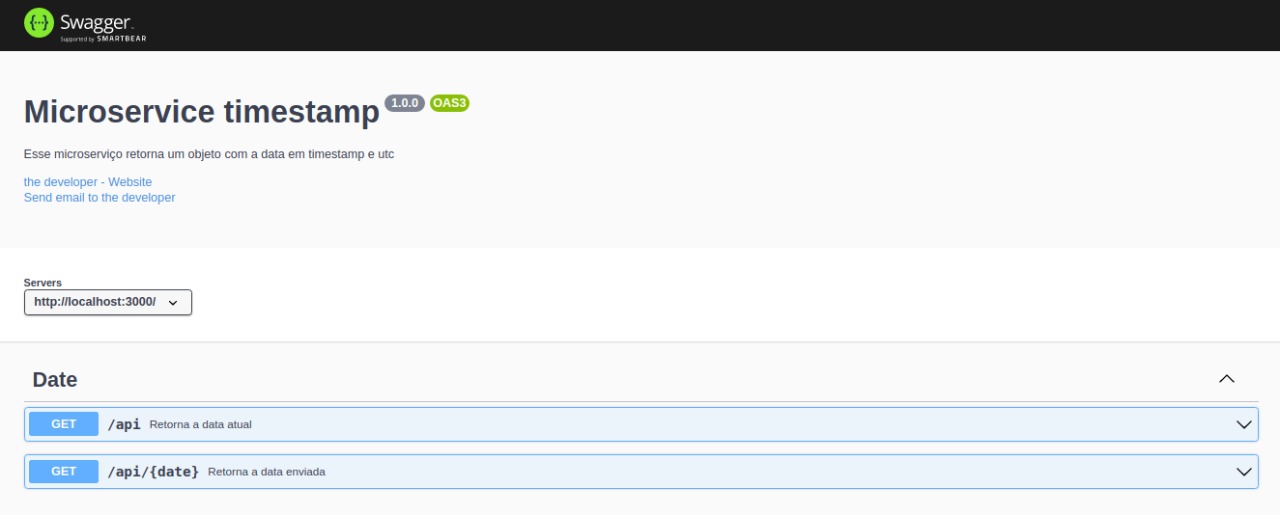 Swagger
Supported by SMARTBEAR
Microservice timestamp 1.0.0 OAS3
Esse microserviço retorna um objeto com a data em timestamp e utc
the developer - Website
Send email to the developer
Servers
http://localhost:3000/
Date
GET /api Retorna a data atual
GET /api/{date} Retorna a data enviada